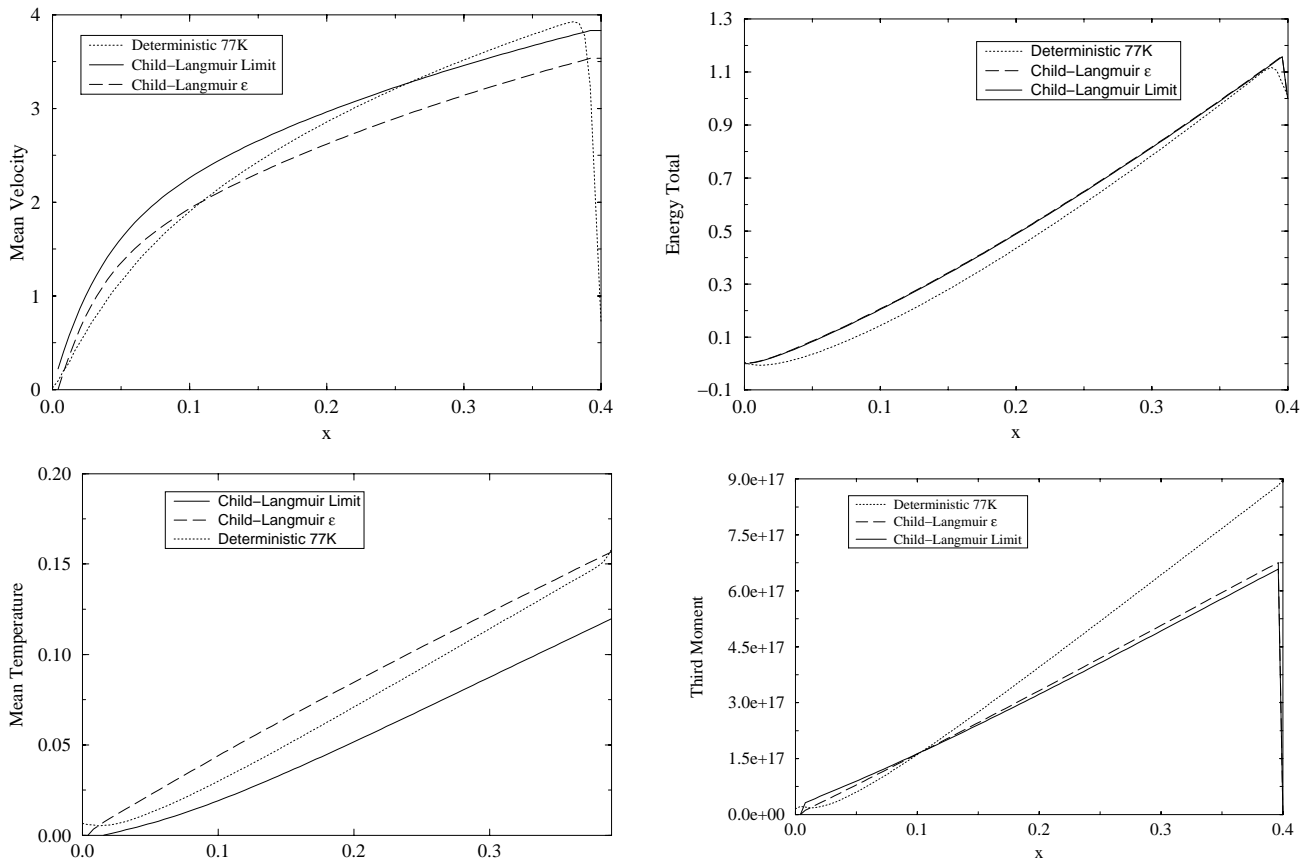 4
3
2
1
0
0.0
0.1
0.2
0.3
0.4
x
Mean Velocity
Deterministic 77K
Child−Langmuir Limit
Child−Langmuir ε
1.3
1.1
0.9
0.7
0.5
0.3
0.1
−0.1
0.0
0.1
0.2
0.3
0.4
x
Energy Total
Deterministic 77K
Child−Langmuir ε
Child−Langmuir Limit
0.20
0.15
0.10
0.05
0.00
0.0
0.1
0.2
0.3
Mean Temperature
Child−Langmuir Limit
Child−Langmuir ε
Deterministic 77K
9.0e+17
7.5e+17
6.0e+17
4.5e+17
3.0e+17
1.5e+17
0.0e+00
0.0
0.1
0.2
0.3
0.4
x
Third Moment
Deterministic 77K
Child−Langmuir ε
Child−Langmuir Limit